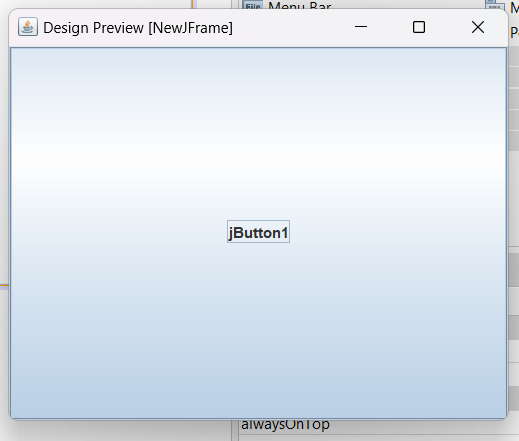 Menu Bar
Design Preview [NewJFrame]
jButton1
alwaysOnTop